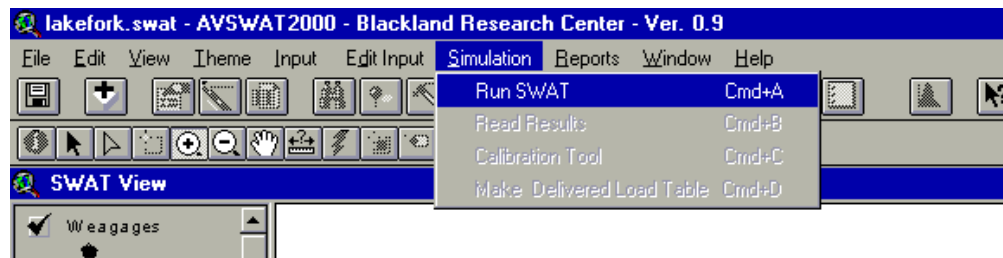 lakefork.swat - AVSWAT2000 - Blackland Research Center - Ver. 0.9
File Edit View Theme Input Edit Input Simulation Reports Window Help
Run SWAT Cmd+A
Read Results Cmd+B
Calibration Tool Cmd+C
Make Delivered Load Table Cmd+D
SWAT View
Weagages